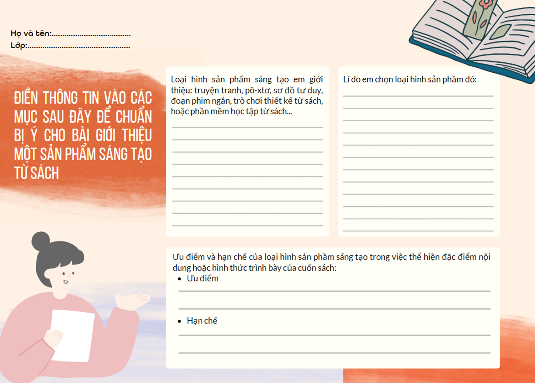 Họ và tên:.......................................
Lớp:...................................................
ĐIỀN THÔNG TIN VÀO CÁC
MỤC SAU ĐÂY ĐỂ CHUẨN
BỊ Ý CHO BÀI GIỚI THIỆU
MỘT SẢN PHẨM SÁNG TẠO
TỪ SÁCH
Loại hình sản phẩm sáng tạo em giới
thiệu: truyện tranh, pô-xtơ, sơ đồ tư duy,
đoạn phim ngắn, trò chơi thiết kế từ sách,
hoặc phần mềm học tập từ sách...
Lí do em chọn loại hình sản phẩm đó:
Ưu điểm và hạn chế của loại hình sản phầm sáng tạo trong việc thể hiện đặc điểm nội
dung hoặc hình thức trình bày của cuốn sách:
• Ưu điểm
• Hạn chế